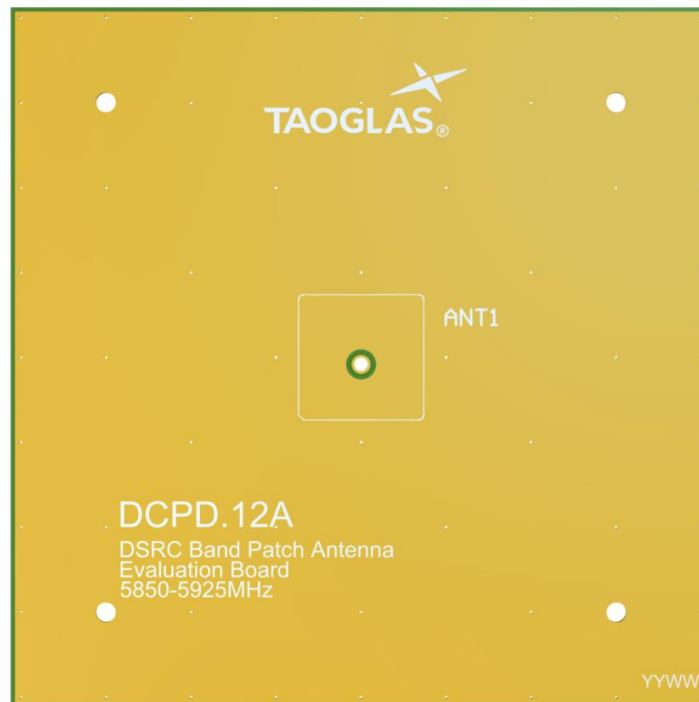 TAOGLAS®
ANT1
DCPD.12A
DSRC Band Patch Antenna
Evaluation Board
5850-5925MHz
YYWW